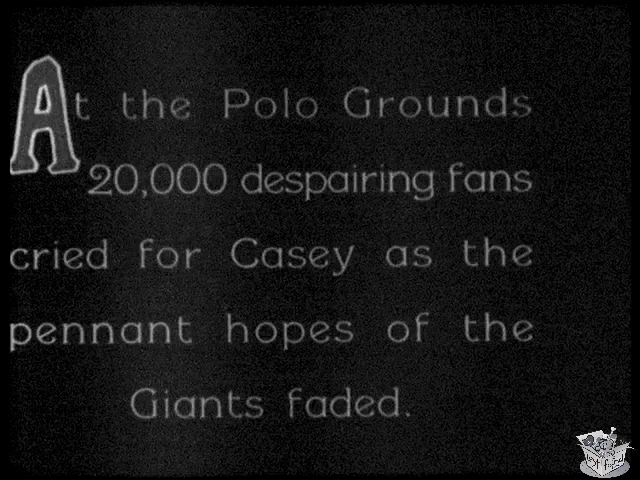 At the Polo Grounds
20,000 despairing fans
cried for Casey as the
pennant hopes of the
Giants faded.